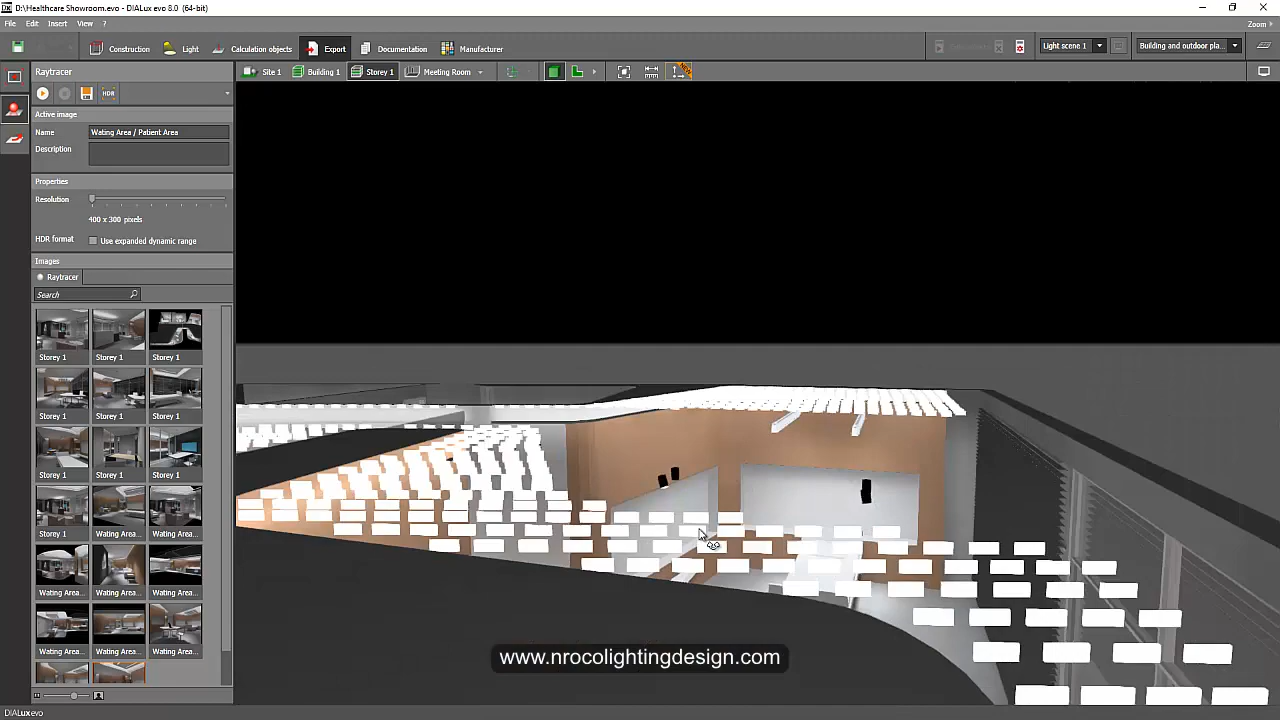 D:\Healthcare Showroom.evo - DIALux evo 8.0 (64-bit)
File Edit Insert View ?
Zoom
Construction Light Calculation objects Export Documentation Manufacturer
Light scene 1 Building and outdoor pla...
Raytracer
Site 1 Building 1 Storey 1 Meeting Room
HDR
Active image
Name Wating Area / Patient Area
Description
Properties
Resolution
400 x 300 pixels
HDR format Use expanded dynamic range
Images
Raytracer
Search
Storey 1 Storey 1 Storey 1
Storey 1 Storey 1 Storey 1
Storey 1 Storey 1 Storey 1
Storey 1 Wating Area... Wating Area...
Wating Area... Wating Area... Wating Area...
Wating Area... Wating Area... Wating Area...
www.nrocolightingdesign.com
DIALux evo